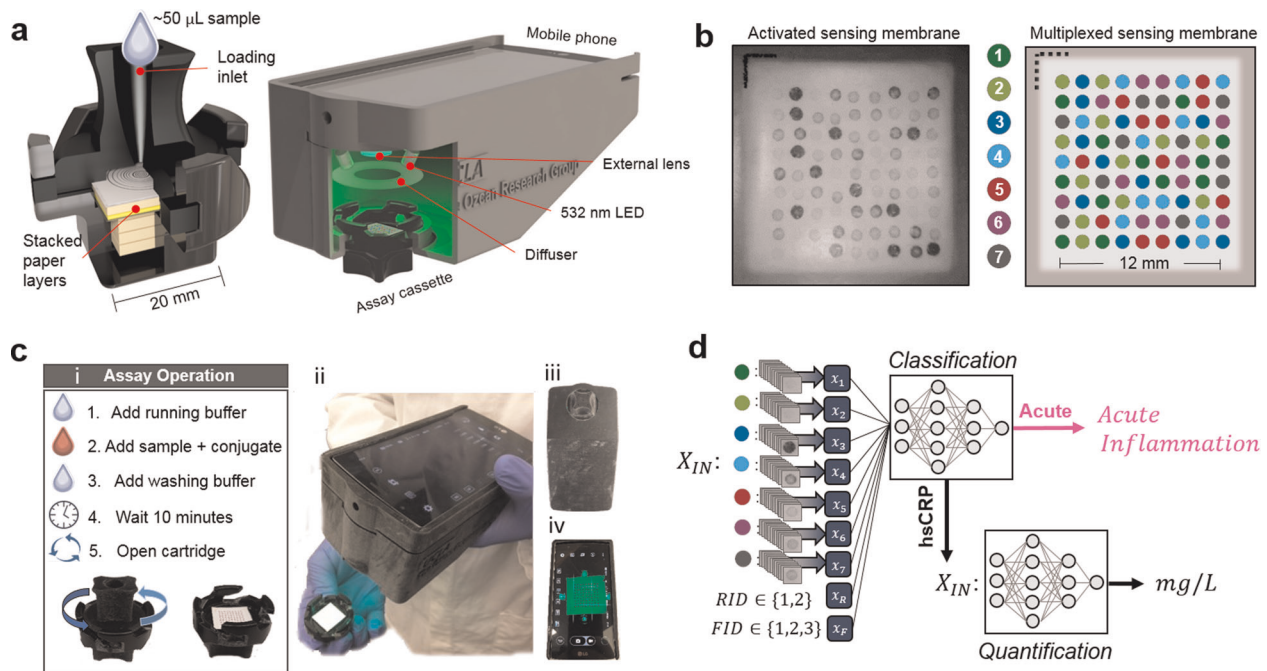 a
~50 μL sample
Loading
inlet
Stacked
paper
layers
20 mm
Mobile phone
External lens
532 nm LED
Diffuser
Assay cassette
Ozcan Research Group
b
Activated sensing membrane
Multiplexed sensing membrane
1
2
3
4
5
6
7
12 mm
c
i Assay Operation
1. Add running buffer
2. Add sample + conjugate
3. Add washing buffer
4. Wait 10 minutes
5. Open cartridge
ii
iii
iv
LG
d
X_IN:
x_1
x_2
x_3
x_4
x_5
x_6
x_7
RID ∈ {1,2} x_R
FID ∈ {1,2,3} x_F
Classification
Acute
Acute
Inflammation
hsCRP
X_IN:
mg/L
Quantification